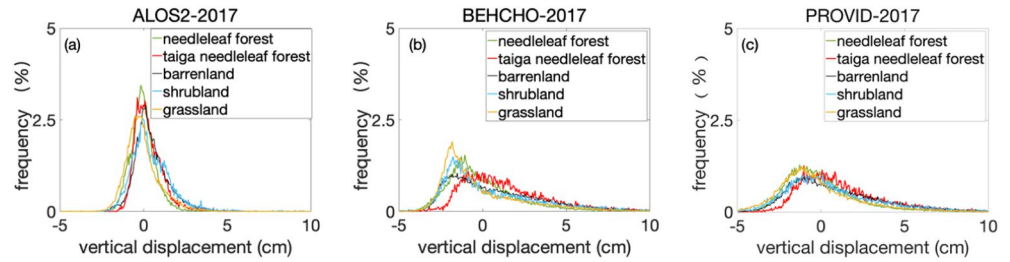 ALOS2-2017
(a)
needleleaf forest
taiga needleleaf forest
barrenland
shrubland
grassland
5
2.5
0
frequency (%)
-5 0 5 10
vertical displacement (cm)
BEHCHO-2017
(b)
needleleaf forest
taiga needleleaf forest
barrenland
shrubland
grassland
5
2.5
0
frequency (%)
-5 0 5 10
vertical displacement (cm)
PROVID-2017
(c)
needleleaf forest
taiga needleleaf forest
barrenland
shrubland
grassland
5
2.5
0
frequency (%)
-5 0 5 10
vertical displacement (cm)